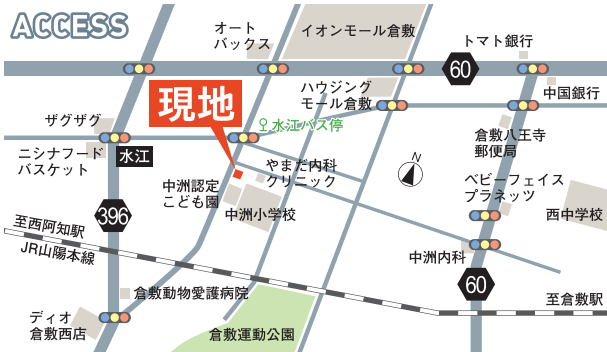 ACCESS
オート
バックス
イオンモール倉敷
トマト銀行
60
ハウジング
モール倉敷
中国銀行
現地
水江バス停
ザグザグ
ニシナフード
バスケット
水江
倉敷八王寺
郵便局
N
やまだ内科
クリニック
ベビーフェイス
プラネッツ
中洲認定
こども園
中洲小学校
396
西中学校
至西阿知駅
JR山陽本線
中洲内科
60
倉敷動物愛護病院
至倉敷駅
ディオ
倉敷西店
倉敷運動公園